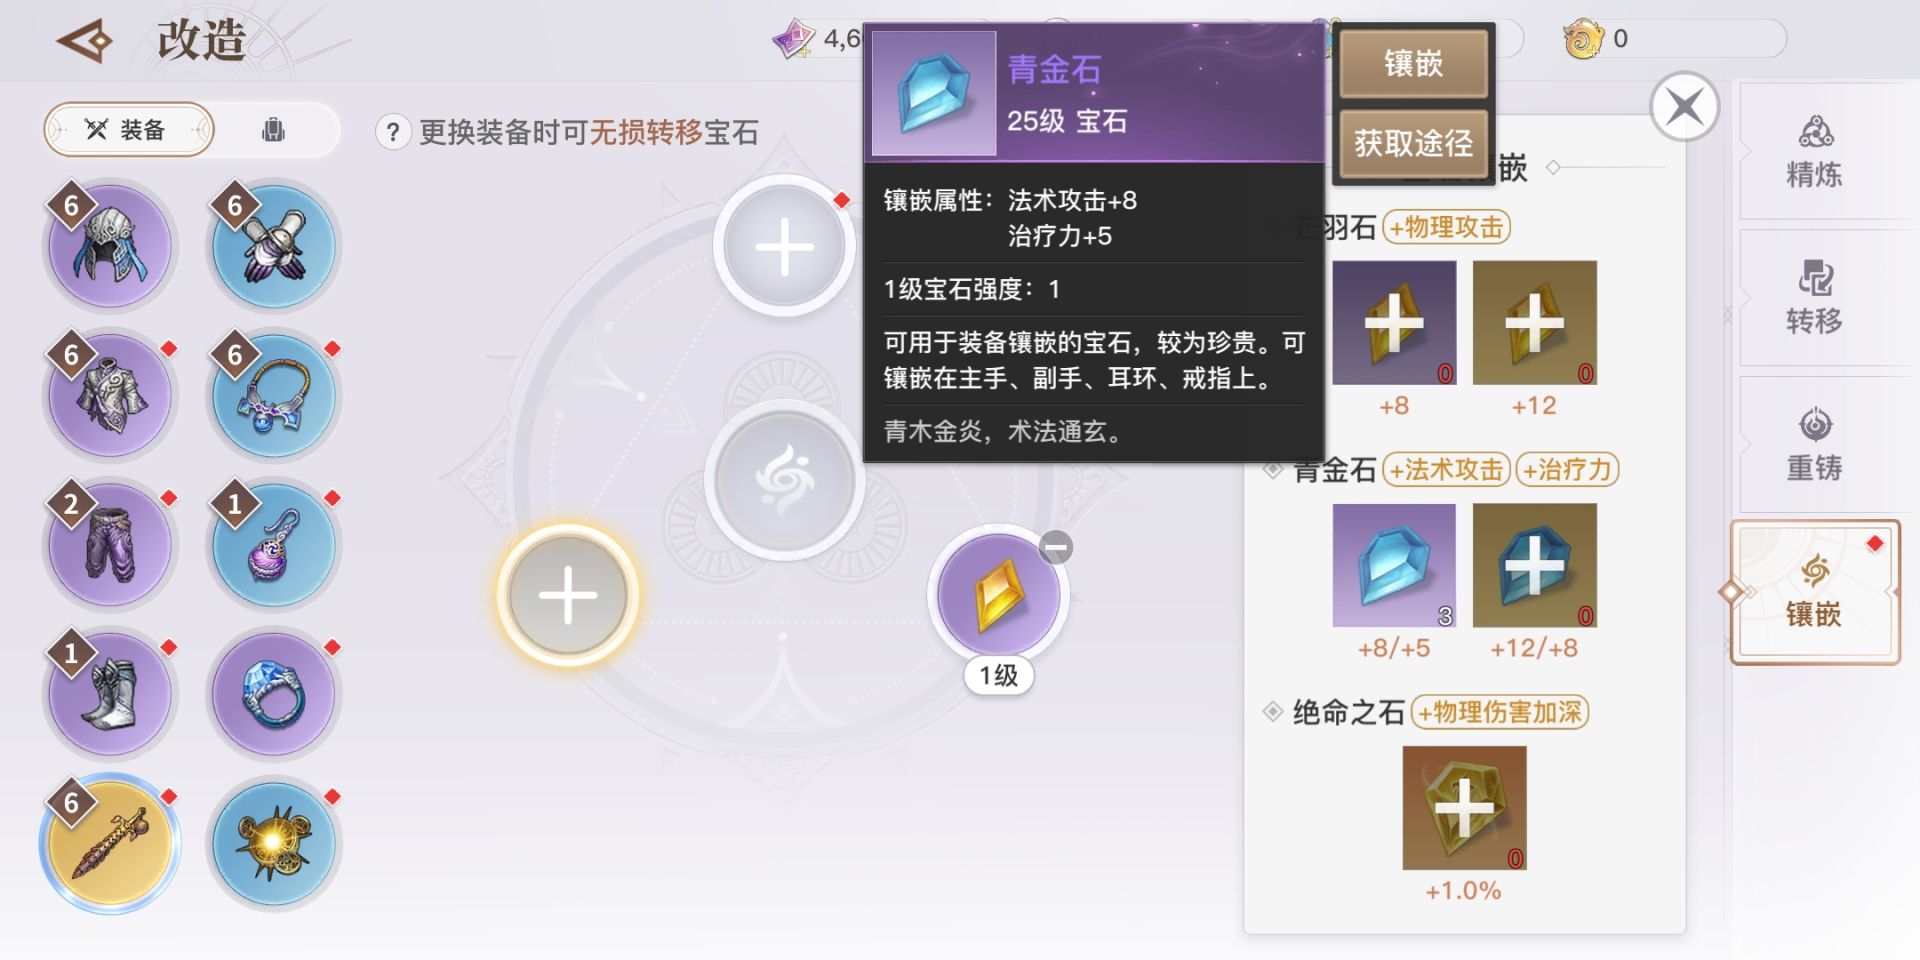 改造
4,6
0
装备
更换装备时可无损转移宝石
6
6
6
6
2
1
1
6
1级
青金石
25级 宝石
镶嵌属性：法术攻击+8
治疗力+5
1级宝石强度：1
可用于装备镶嵌的宝石，较为珍贵。可
镶嵌在主手、副手、耳环、戒指上。
青木金炎，术法通玄。
镶嵌
获取途径
嵌
芒羽石 +物理攻击
0
0
+8
+12
青金石 +法术攻击 +治疗力
3
0
+8/+5
+12/+8
绝命之石 +物理伤害加深
0
+1.0%
精炼
转移
重铸
镶嵌